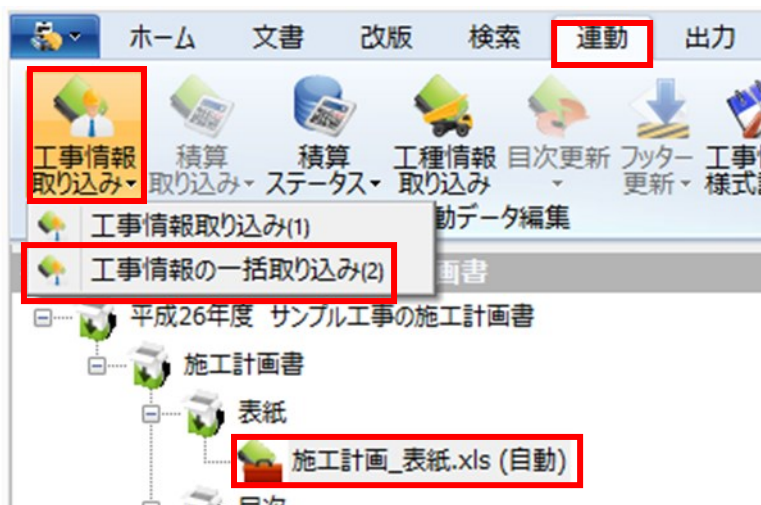 ホーム 文書 改版 検索 連動 出力
工事情報 積算 積算 工種情報 目次更新 フッター
取り込み 取り込み ステータス 取り込み 更新
工事情報取り込み(1)
動データ編集
工事情報の一括取り込み(2)
画書
平成26年度 サンプル工事の施工計画書
施工計画書
表紙
施工計画_表紙.xls (自動)
目次